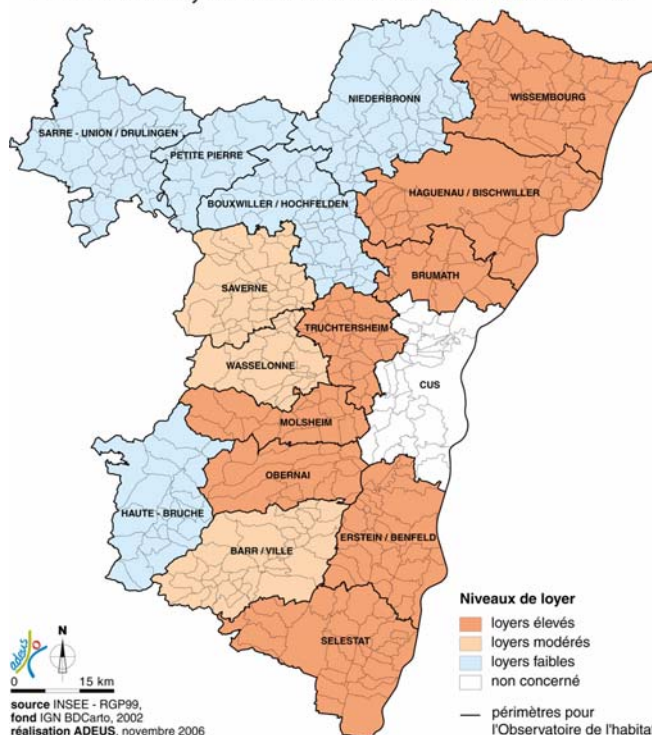 NIEDERBRONN
WISSEMBOURG
SARRE - UNION / DRULINGEN
PETITE PIERRE
HAGUENAU / BISCHWILLER
BOUXWILLER / HOCHFELDEN
BRUMATH
SAVERNE
TRUCHTERSHEIM
WASSELONNE
CUS
MOLSHEIM
OBERNAI
HAUTE - BRUCHE
ERSTEIN / BENFELD
BARR / VILLE
SELESTAT
Niveaux de loyer
loyers élevés
loyers modérés
loyers faibles
non concerné
périmètres pour
l'Observatoire de l'habitat
adeus
N
0 15 km
source INSEE - RGP99,
fond IGN BDCarto, 2002
réalisation ADEUS, novembre 2006